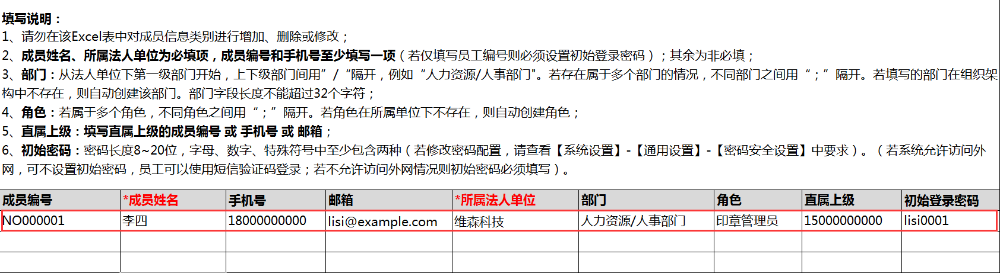 填写说明：
1、请勿在该Excel表中对成员信息类别进行增加、删除或修改；
2、成员姓名、所属法人单位为必填项，成员编号和手机号至少填写一项（若仅填写员工编号则必须设置初始登录密码）；其余为非必填；
3、部门：从法人单位下第一级部门开始，上下级部门间用”/“隔开，例如“人力资源/人事部门"。若存在属于多个部门的情况，不同部门之间用“；”隔开。若填写的部门在组织架
构中不存在，则自动创建该部门。部门字段长度不能超过32个字符；
4、角色：若属于多个角色，不同角色之间用“；”隔开。若角色在所属单位下不存在，则自动创建角色；
5、直属上级：填写直属上级的成员编号 或 手机号 或 邮箱；
6、初始密码：密码长度8~20位，字母、数字、特殊符号中至少包含两种（若修改密码配置，请查看【系统设置】-【通用设置】-【密码安全设置】中要求）。（若系统允许访问外
网，可不设置初始密码，员工可以使用短信验证码登录；若不允许访问外网情况则初始密码必须填写）。
成员编号 *成员姓名 手机号 邮箱 *所属法人单位 部门 角色 直属上级 初始登录密码
NO000001 李四 18000000000 lisi@example.com 维森科技 人力资源/人事部门 印章管理员 15000000000 lisi0001